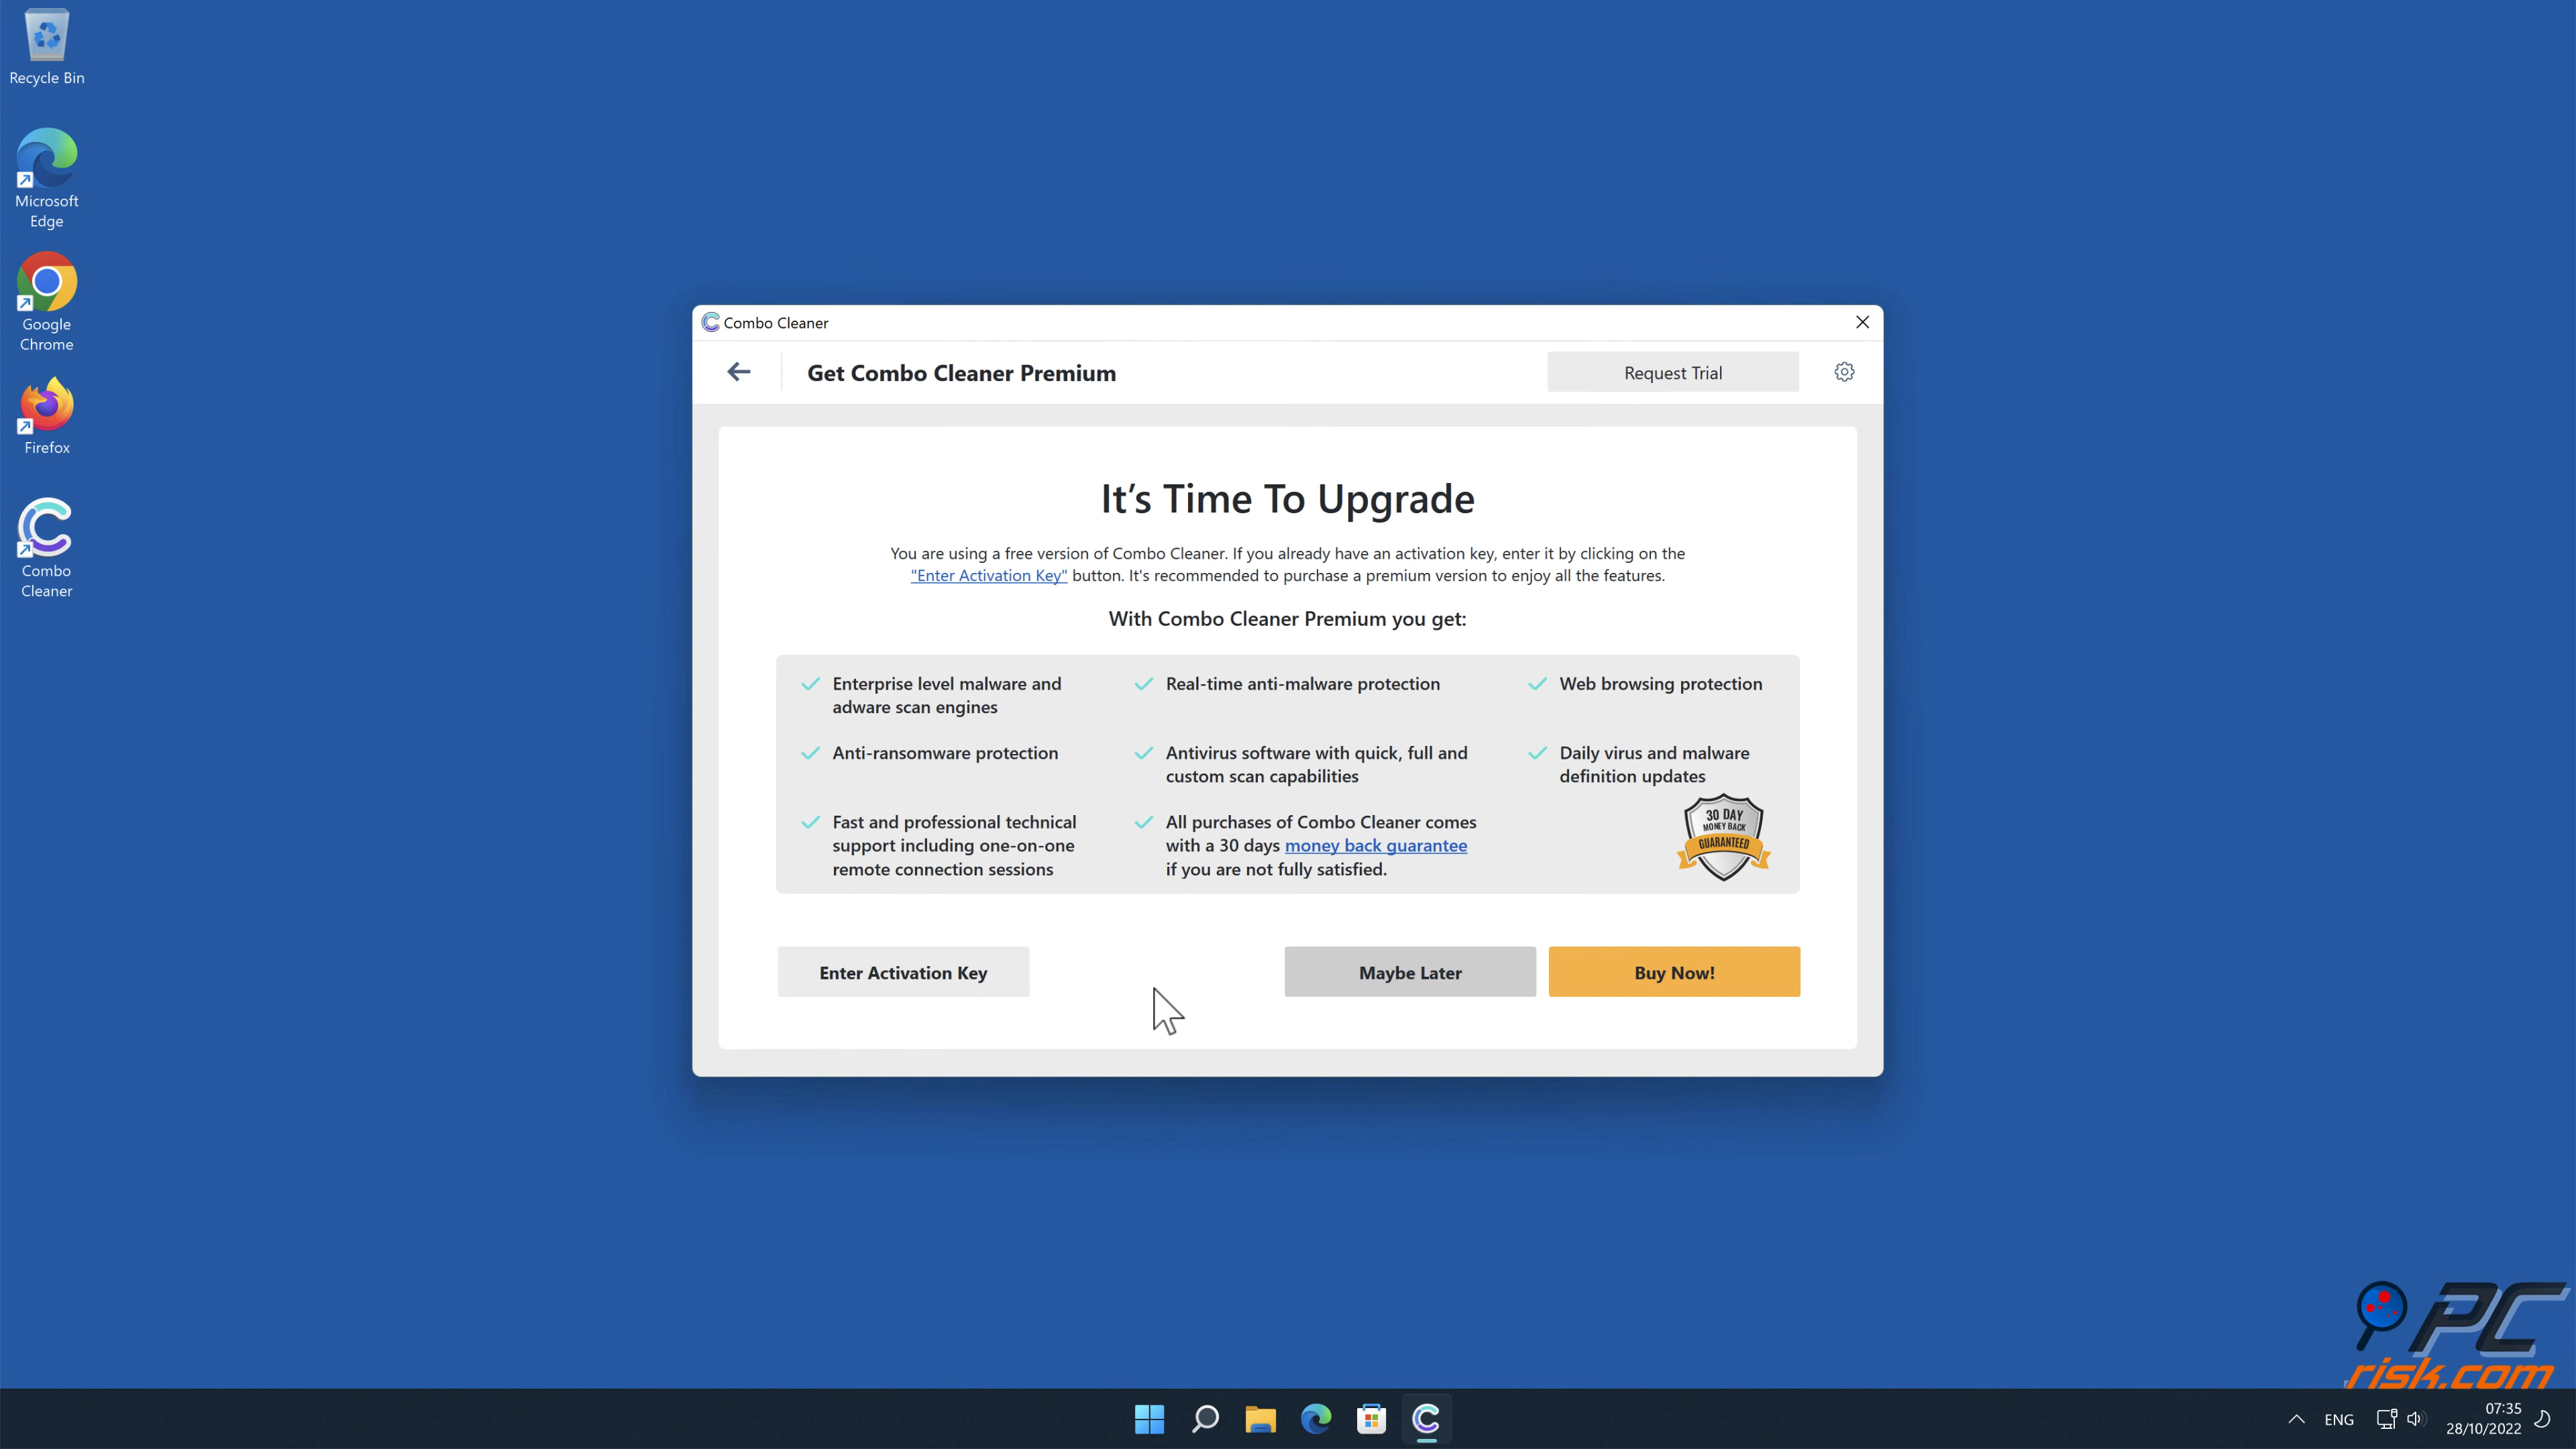 Recycle Bin
Microsoft
Edge
Google
Chrome
Firefox
Combo
Cleaner
Combo Cleaner
Get Combo Cleaner Premium
Request Trial
It’s Time To Upgrade
You are using a free version of Combo Cleaner. If you already have an activation key, enter it by clicking on the
"Enter Activation Key" button. It's recommended to purchase a premium version to enjoy all the features.
With Combo Cleaner Premium you get:
Enterprise level malware and
adware scan engines
Real-time anti-malware protection
Web browsing protection
Anti-ransomware protection
Antivirus software with quick, full and
custom scan capabilities
Daily virus and malware
definition updates
Fast and professional technical
support including one-on-one
remote connection sessions
All purchases of Combo Cleaner comes
with a 30 days money back guarantee
if you are not fully satisfied.
30 DAY
MONEY BACK
GUARANTEED
Enter Activation Key
Maybe Later
Buy Now!
PC
risk.com
ENG
07:35
28/10/2022